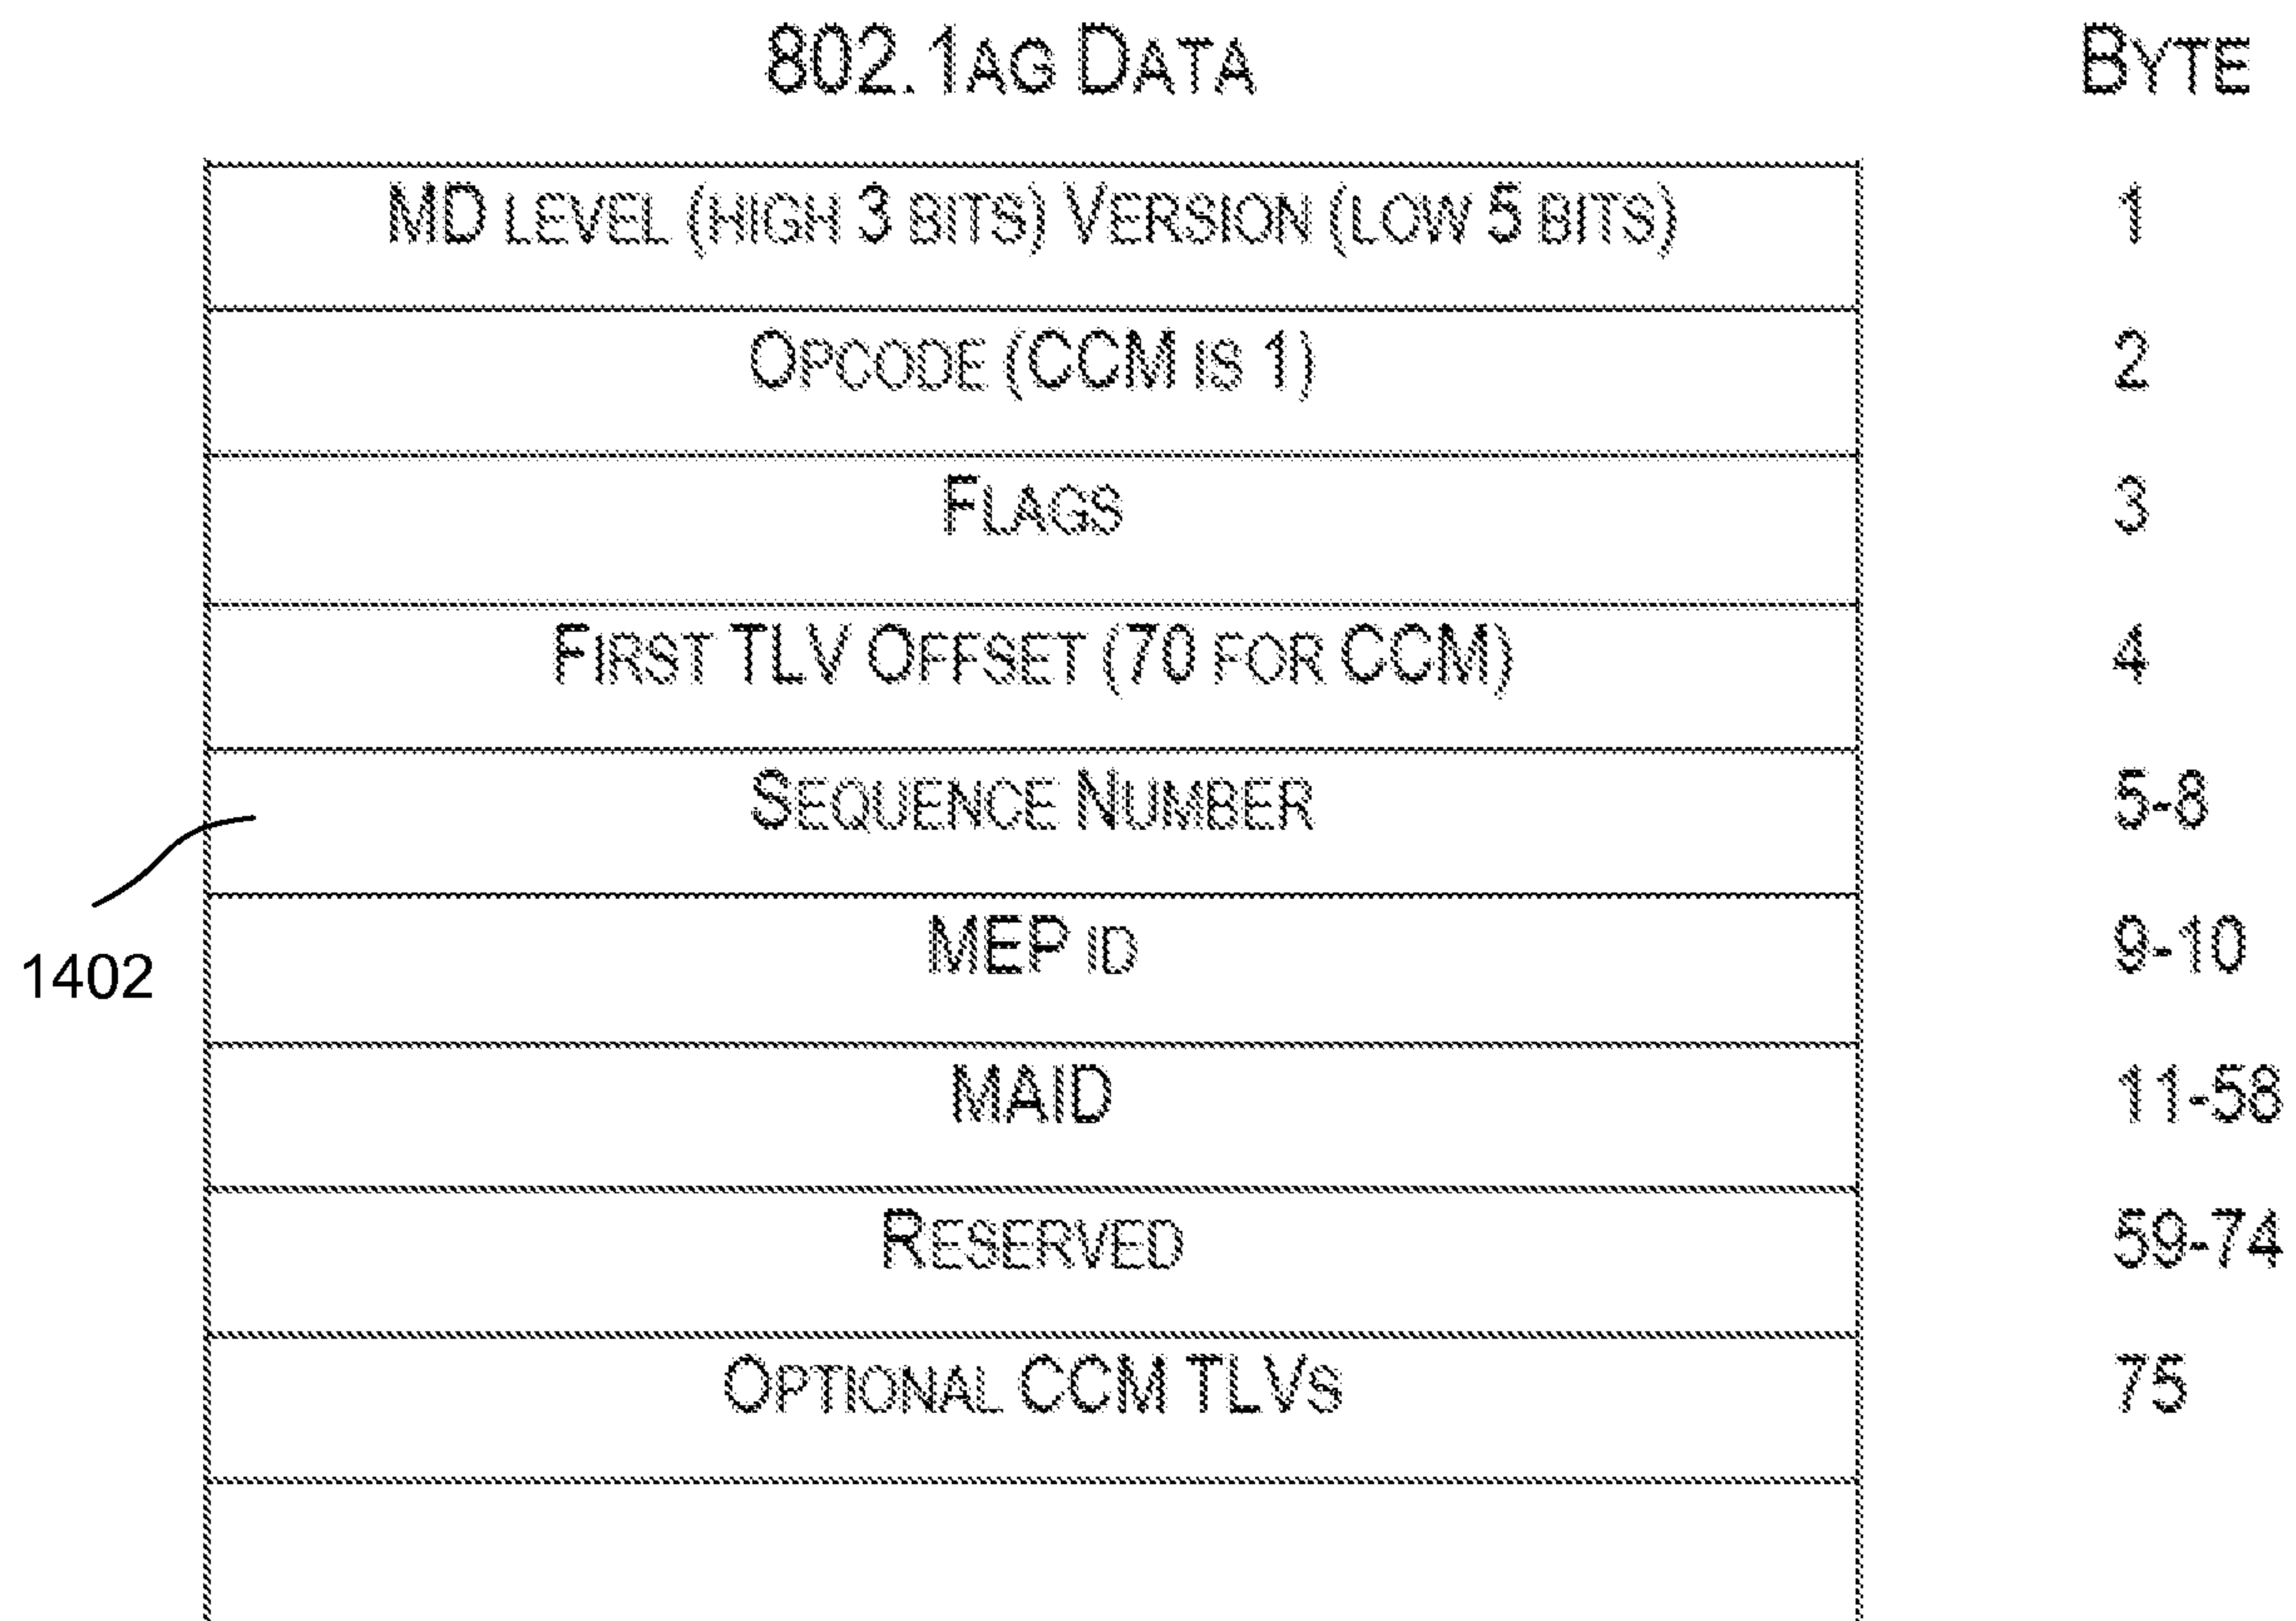 802.1AG DATA BYTE
MD LEVEL (HIGH 3 BITS) VERSION (LOW 5 BITS) 1
OPCODE (CCM IS 1) 2
FLAGS 3
FIRST TLV OFFSET (70 FOR CCM) 4
SEQUENCE NUMBER 5-8
1402
MEP ID 9-10
MAID 11-58
RESERVED 59-74
OPTIONAL CCM TLVS 75